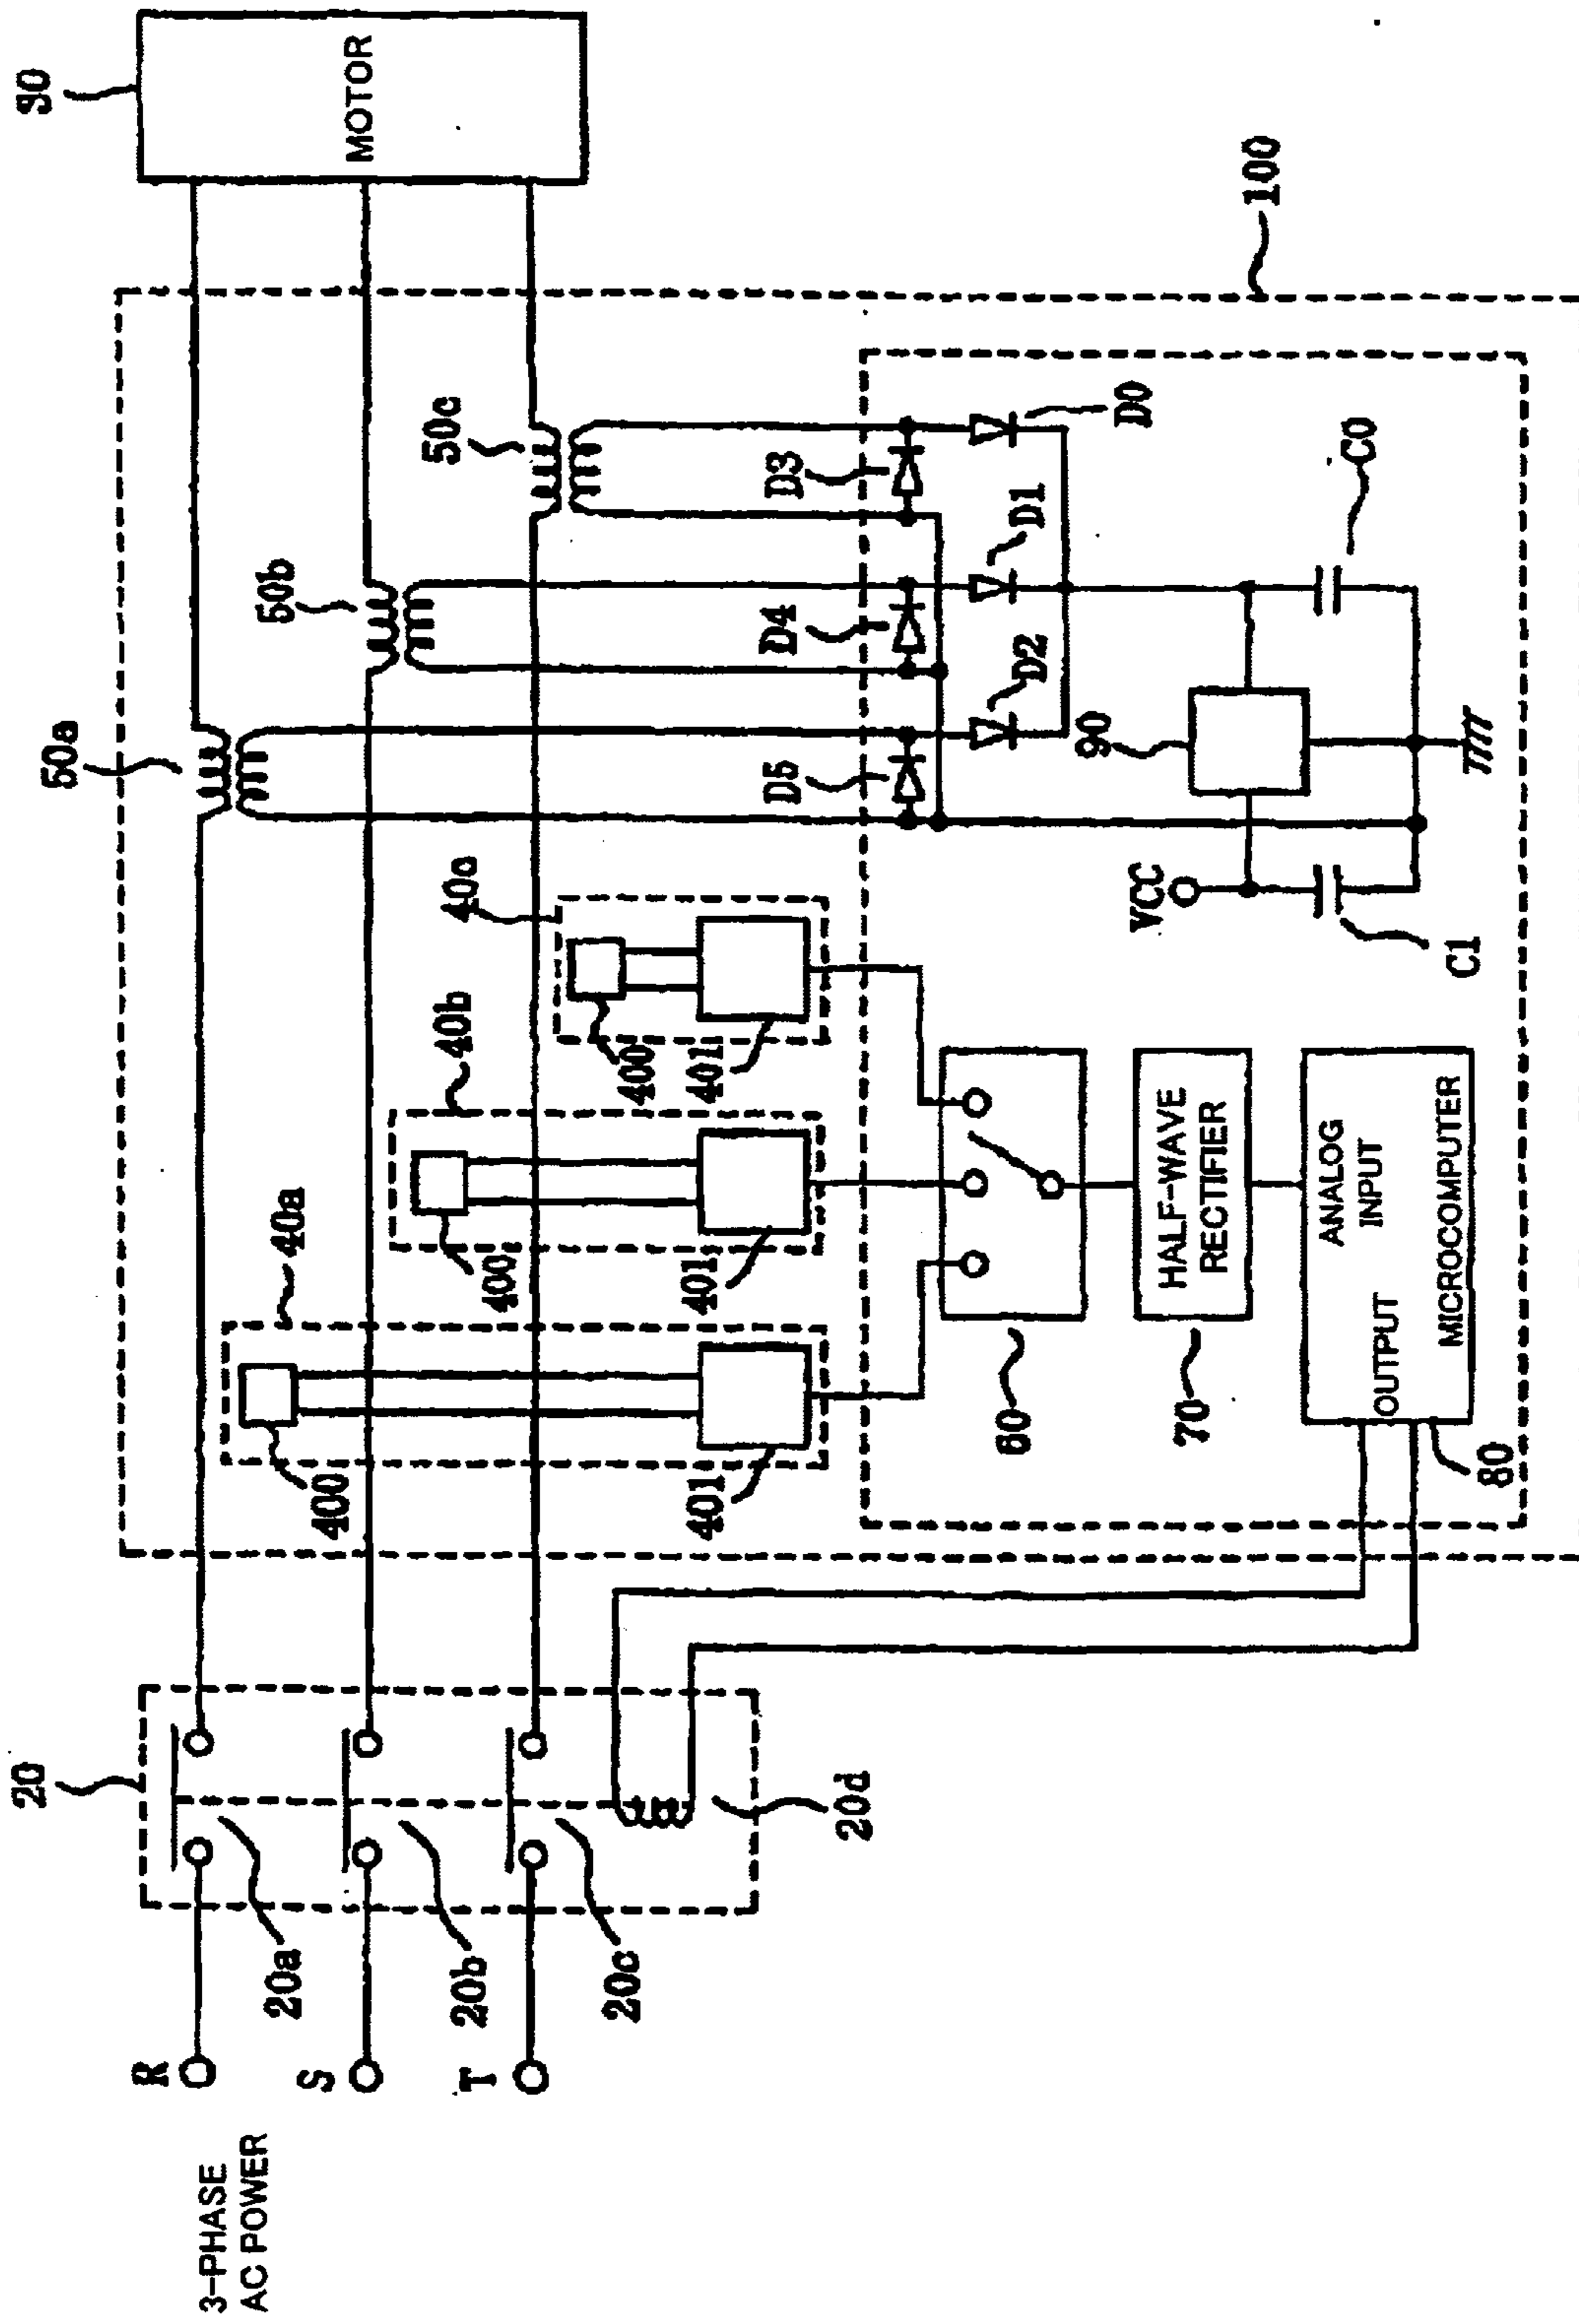 20
50a
30
R
3-PHASE
AC POWER
20a
40a
50b
S
400
MOTOR
20b
40b
50c
T
400
40c
20c
400
20d
401
401
401
D5
D4
D3
60
D2
D1
D0
70
HALF-WAVE
RECTIFIER
90
VCC
100
ANALOG
INPUT
OUTPUT
MICROCOMPUTER
C0
C1
80